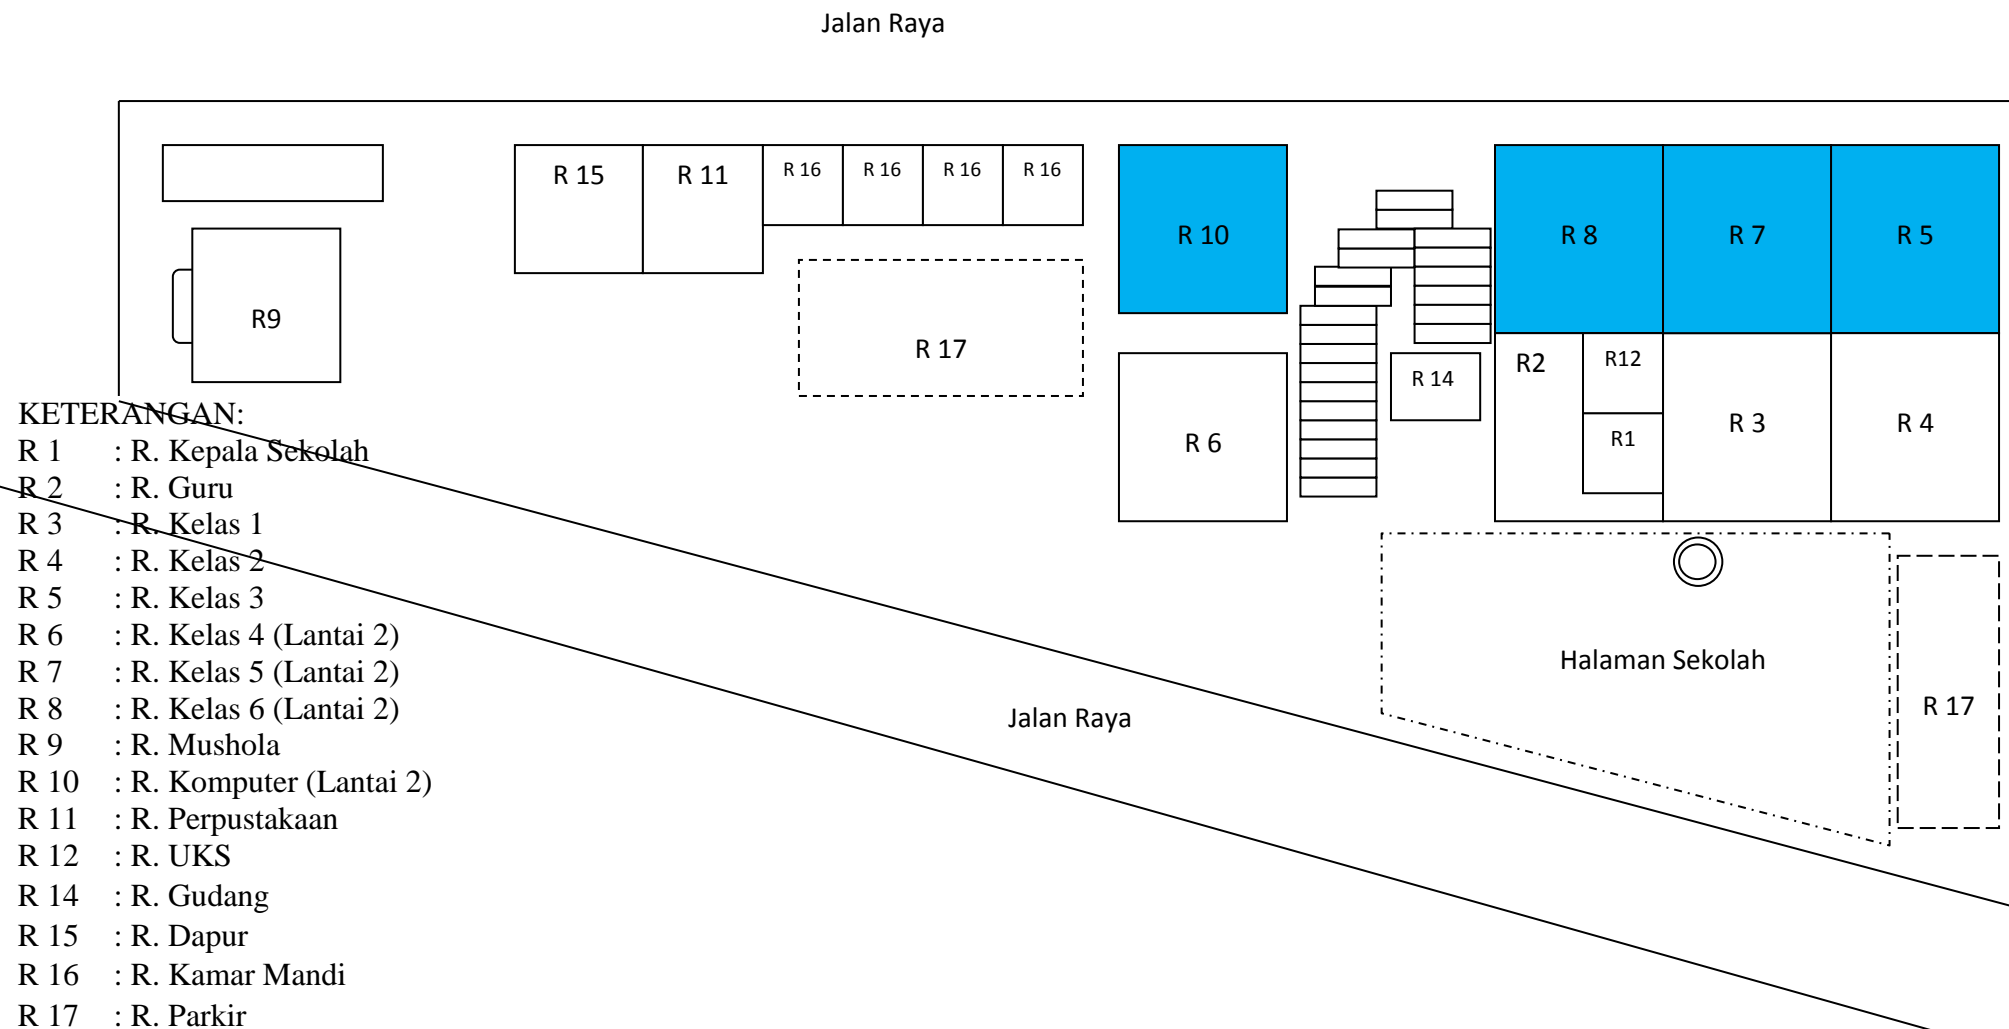 Jalan Raya
R 15
R 11
R 16
R 16
R 16
R 16
R 10
R 8
R 7
R 5
R9
R 17
R 14
R2
R12
R 3
R 4
R 6
R1
Halaman Sekolah
R 17
Jalan Raya
KETERANGAN:
R 1 : R. Kepala Sekolah
R 2 : R. Guru
R 3 : R. Kelas 1
R 4 : R. Kelas 2
R 5 : R. Kelas 3
R 6 : R. Kelas 4 (Lantai 2)
R 7 : R. Kelas 5 (Lantai 2)
R 8 : R. Kelas 6 (Lantai 2)
R 9 : R. Mushola
R 10 : R. Komputer (Lantai 2)
R 11 : R. Perpustakaan
R 12 : R. UKS
R 14 : R. Gudang
R 15 : R. Dapur
R 16 : R. Kamar Mandi
R 17 : R. Parkir